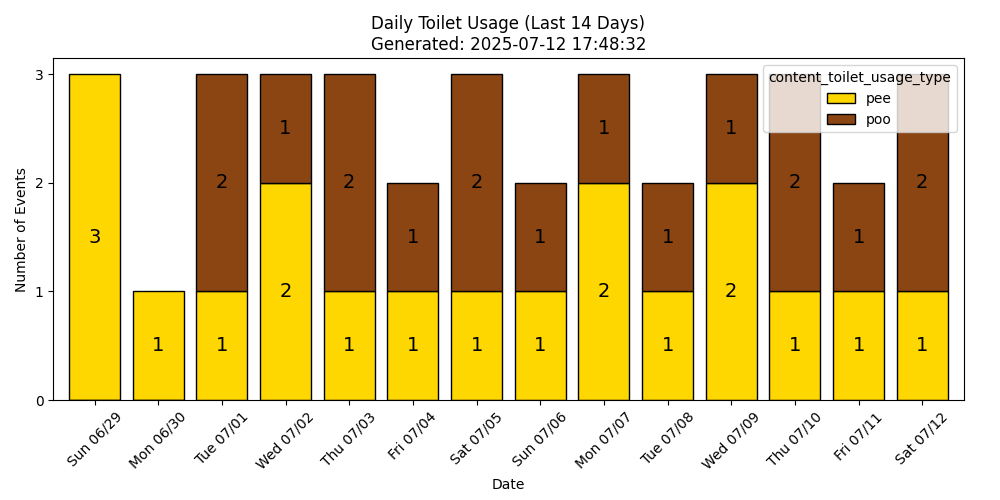 Daily Toilet Usage (Last 14 Days)
Generated: 2025-07-12 17:48:32
content_toilet_usage_type
pee
poo
Number of Events
3
2
1
0
1 1 1
2 2 2 2 2
3 1 1 1 1
2 2 2
1 1 1 1 1 1 1 1 1 1
Sun 06/29 Mon 06/30 Tue 07/01 Wed 07/02 Thu 07/03 Fri 07/04 Sat 07/05 Sun 07/06 Mon 07/07 Tue 07/08 Wed 07/09 Thu 07/10 Fri 07/11 Sat 07/12
Date